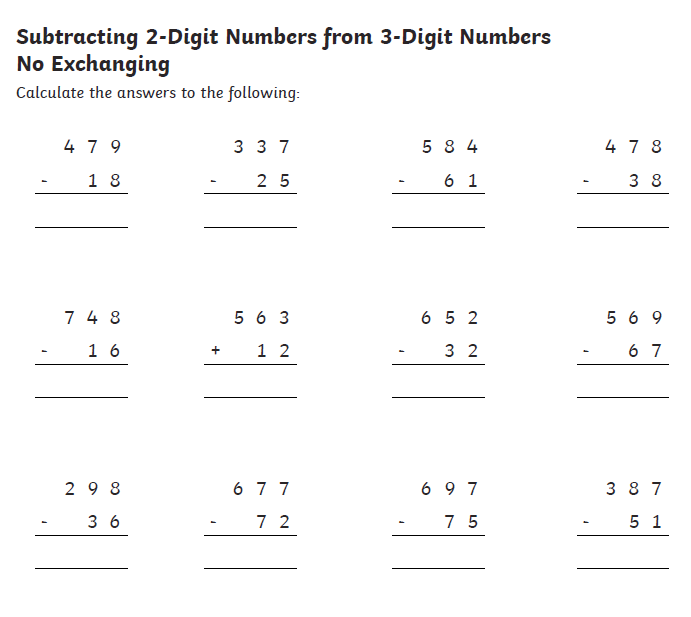 Subtracting 2-Digit Numbers from 3-Digit Numbers
No Exchanging
Calculate the answers to the following:
4 7 9 3 3 7 5 8 4 4 7 8
- 1 8 - 2 5 - 6 1 - 3 8
7 4 8 5 6 3 6 5 2 5 6 9
- 1 6 + 1 2 - 3 2 - 6 7
2 9 8 6 7 7 6 9 7 3 8 7
- 3 6 - 7 2 - 7 5 - 5 1